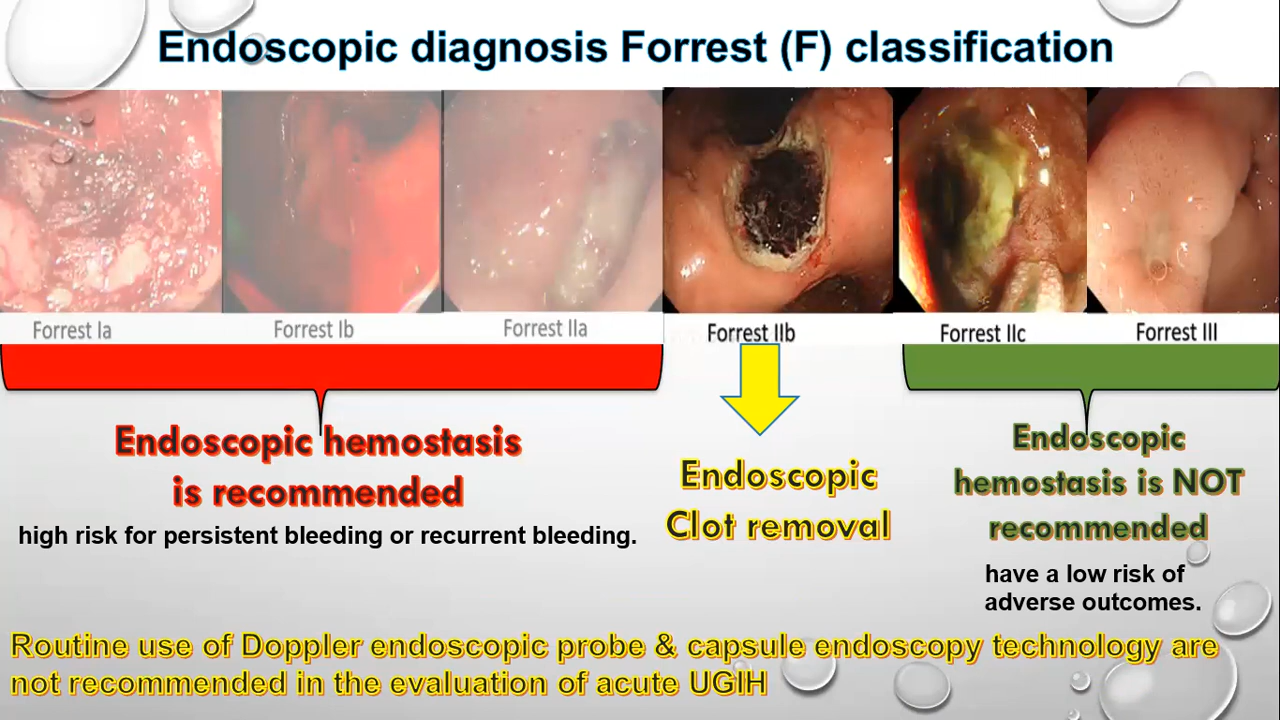 Endoscopic diagnosis Forrest (F) classification
Forrest Ia
Forrest Ib
Forrest IIa
Forrest IIb
Forrest IIc
Forrest III
Endoscopic hemostasis
is recommended
high risk for persistent bleeding or recurrent bleeding.
Endoscopic
Clot removal
Endoscopic
hemostasis is NOT
recommended
have a low risk of
adverse outcomes.
Routine use of Doppler endoscopic probe & capsule endoscopy technology are
not recommended in the evaluation of acute UGIH